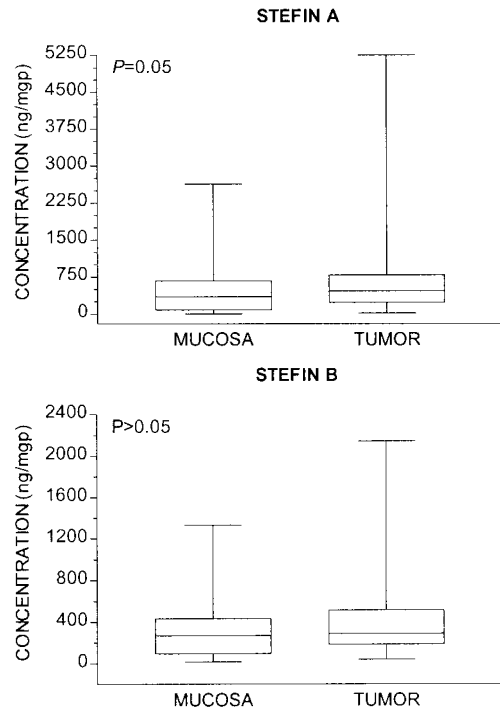 STEFIN A
P=0.05
CONCENTRATION (ng/mgp)
5250
4500
3750
3000
2250
1500
750
0
MUCOSA TUMOR
STEFIN B
P>0.05
CONCENTRATION (ng/mgp)
2400
2000
1600
1200
800
400
0
MUCOSA TUMOR